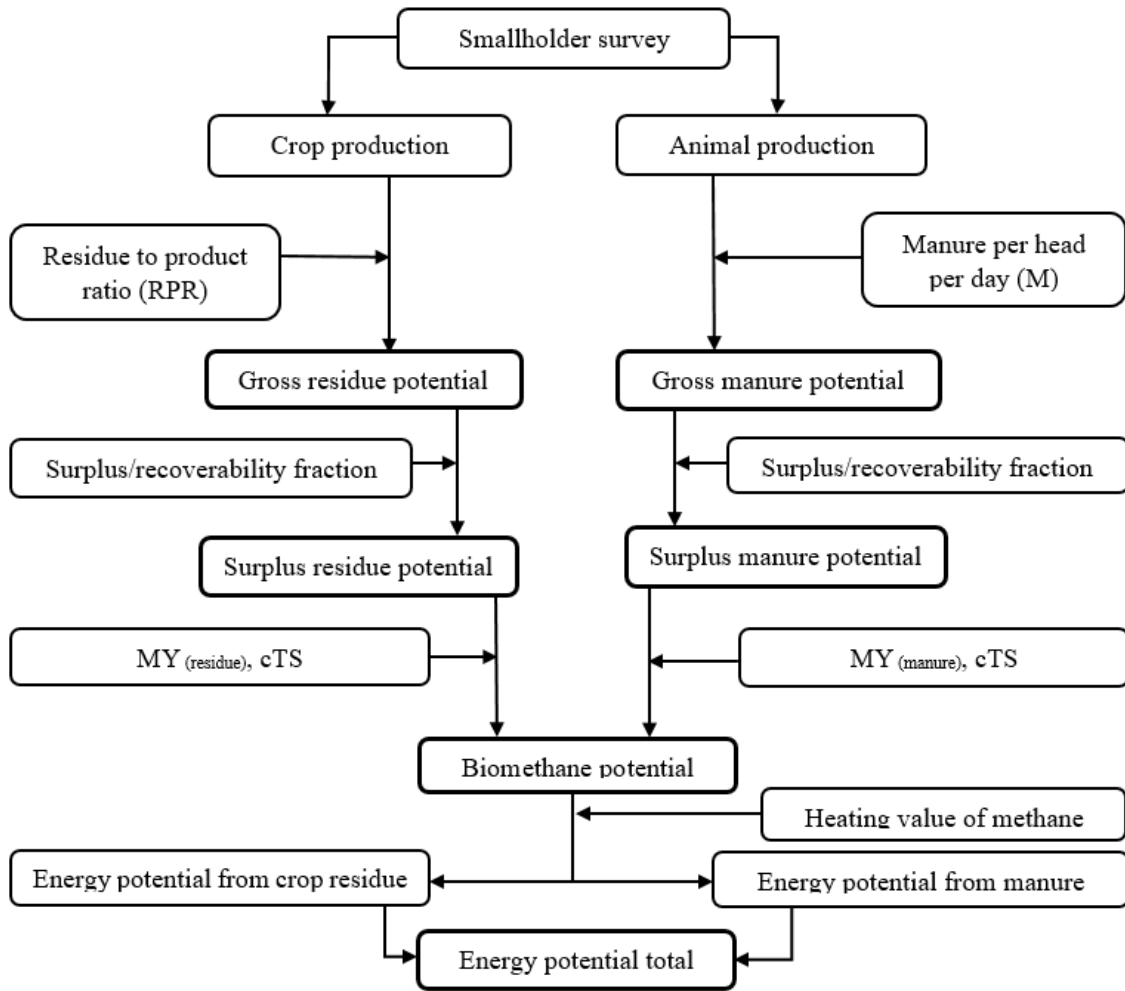 Smallholder survey
Crop production
Animal production
Residue to product
ratio (RPR)
Manure per head
per day (M)
Gross residue potential
Gross manure potential
Surplus/recoverability fraction
Surplus/recoverability fraction
Surplus residue potential
Surplus manure potential
MY (residue), cTS
MY (manure), cTS
Biomethane potential
Heating value of methane
Energy potential from crop residue
Energy potential from manure
Energy potential total